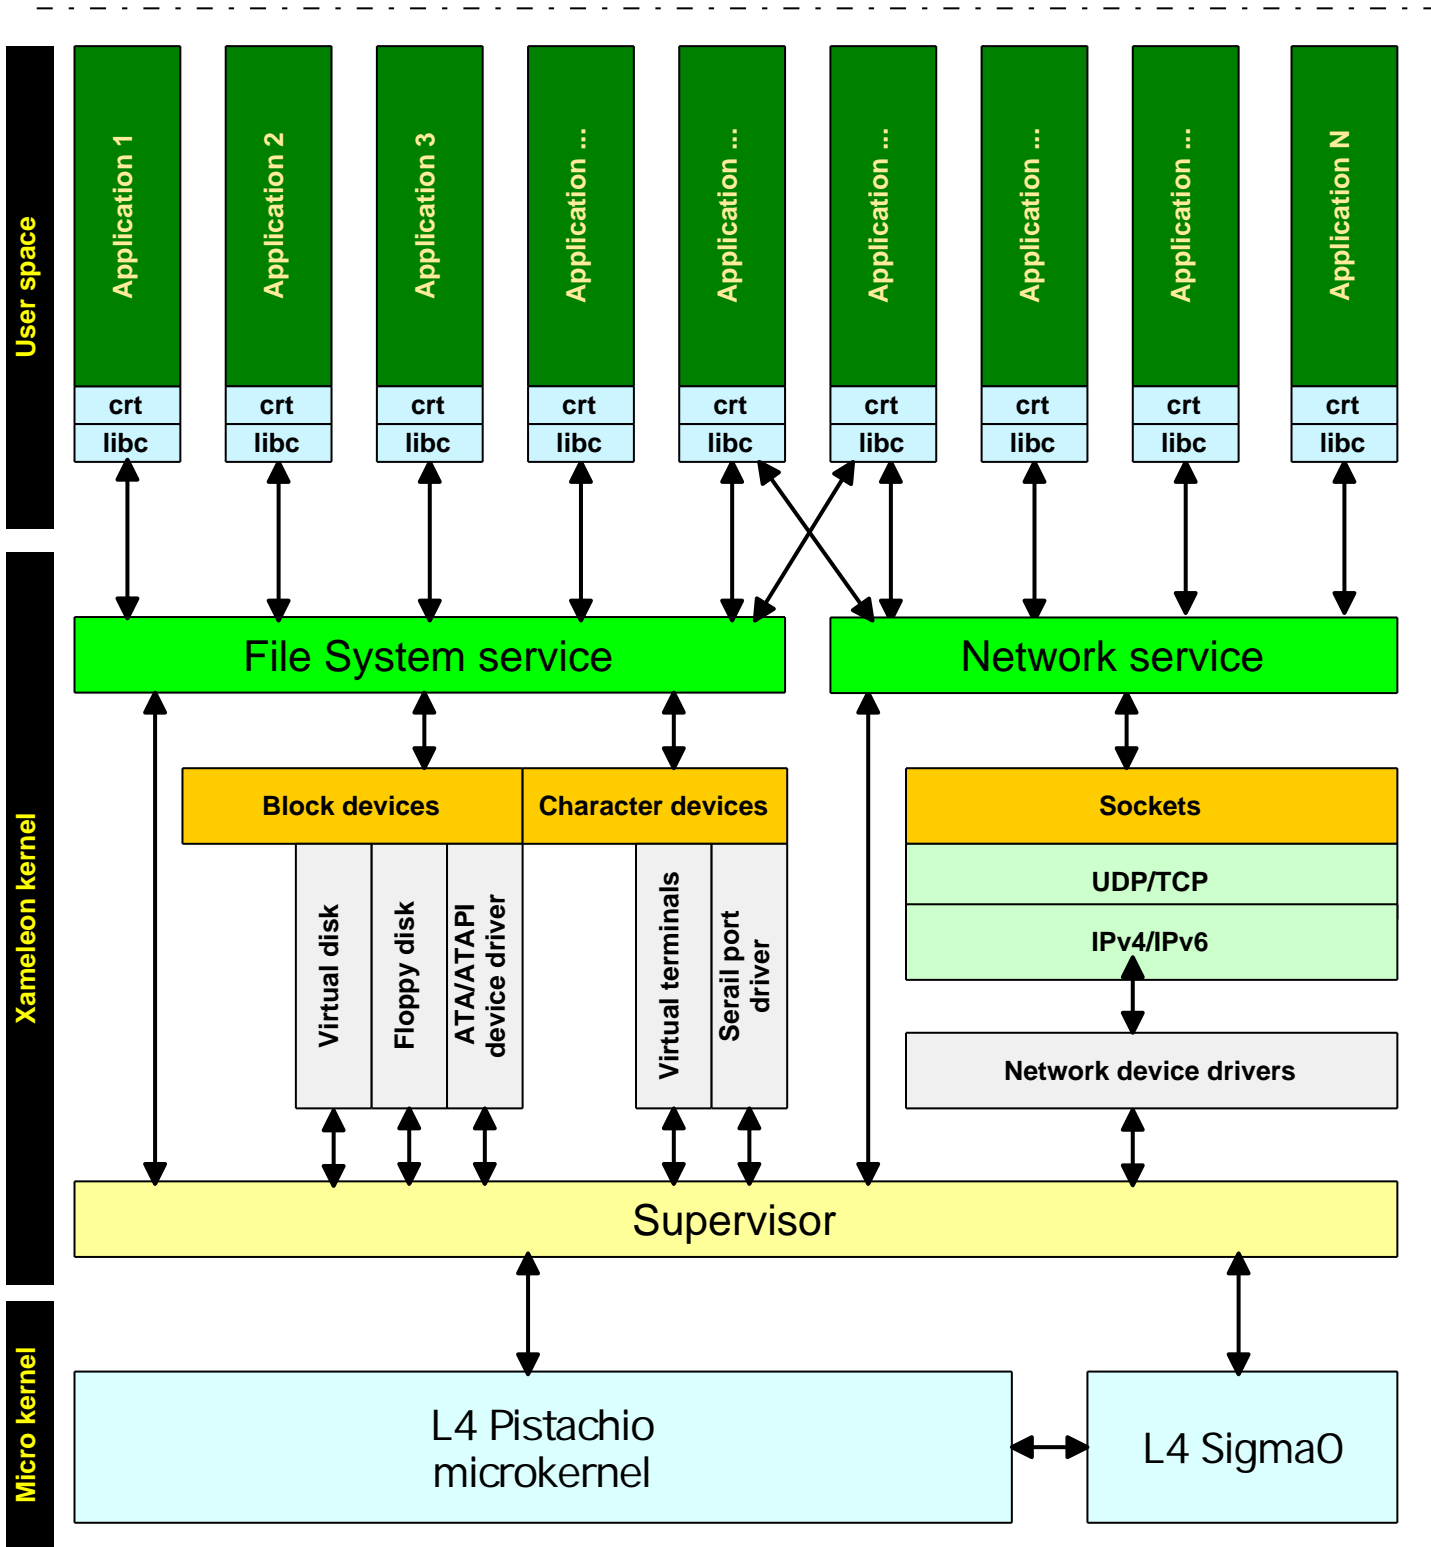 User space
Application 1
Application 2
Application 3
Application ...
Application ...
Application ...
Application ...
Application ...
Application N
crt
crt
crt
crt
crt
crt
crt
crt
crt
libc
libc
libc
libc
libc
libc
libc
libc
libc
Xameleon kernel
File System service
Network service
Block devices
Character devices
Sockets
UDP/TCP
IPv4/IPv6
Virtual disk
Floppy disk
ATA/ATAPI
device driver
Virtual terminals
Serail port
driver
Network device drivers
Supervisor
Micro kernel
L4 Pistachio
microkernel
L4 Sigma0